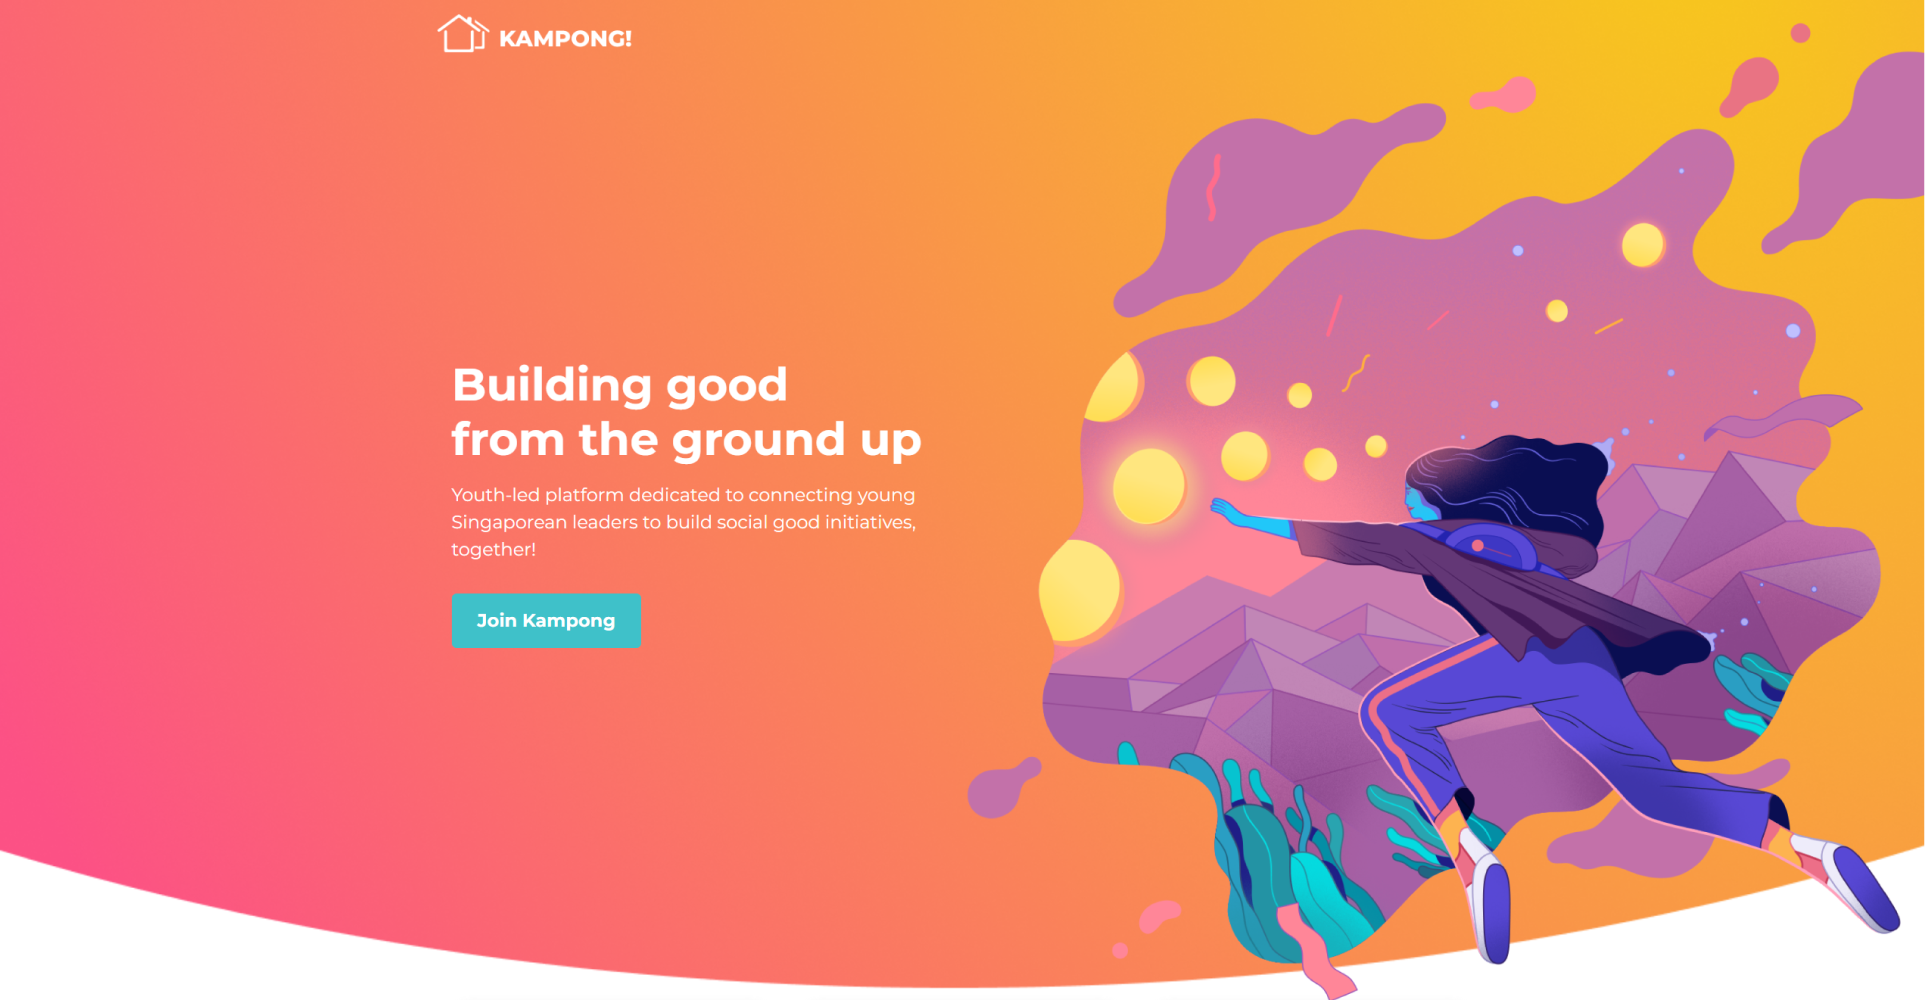 KAMPONG!
Building good
from the ground up
Youth-led platform dedicated to connecting young
Singaporean leaders to build social good initiatives,
together!
Join Kampong